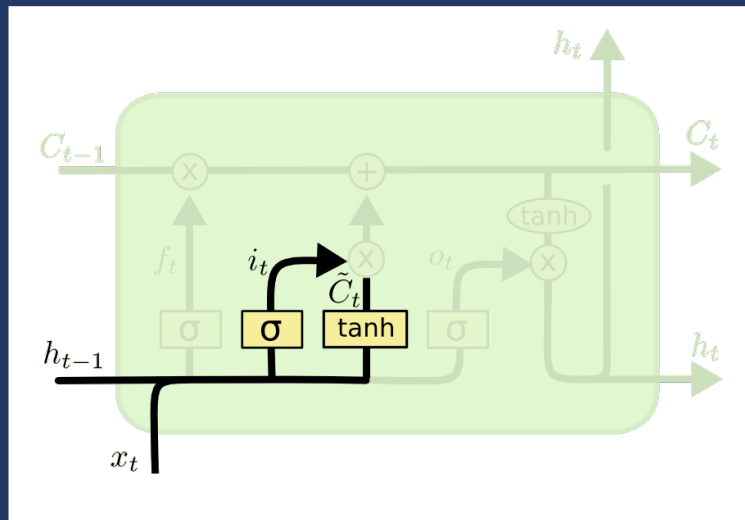 h_t
C_{t-1}
C_t
x
+
tanh
f_t
i_t
x
o_t
x
C̃_t
σ
σ
tanh
σ
h_{t-1}
h_t
x_t